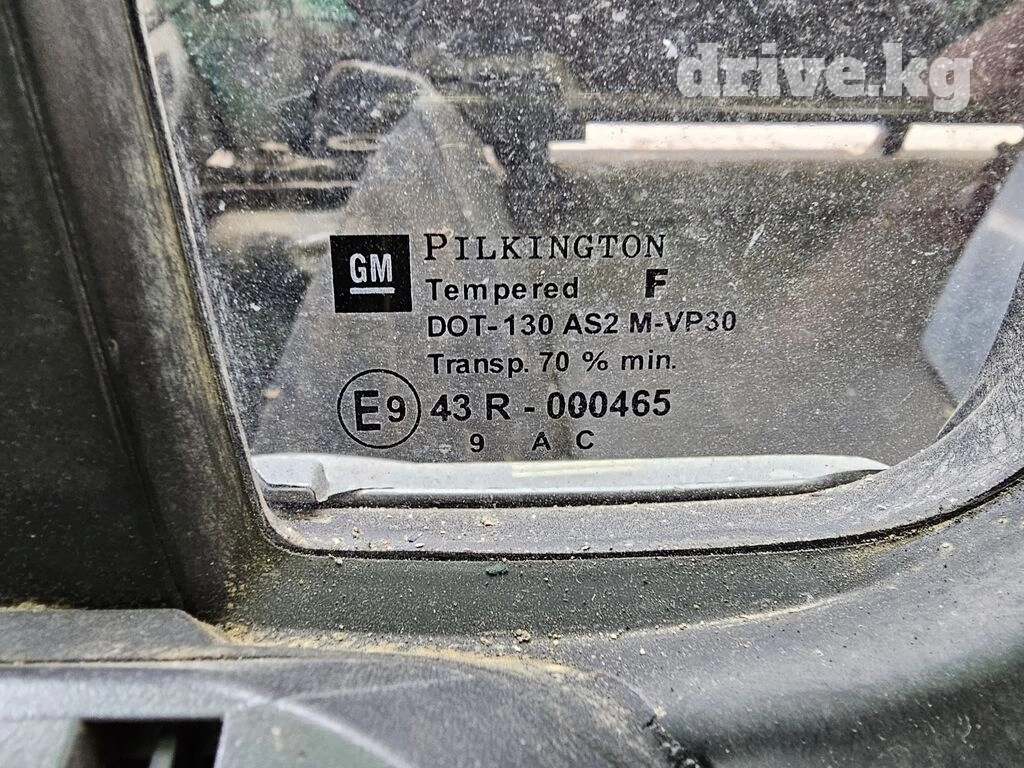 drive.kg
GM PILKINGTON
Tempered F
DOT-130 AS2 M-VP30
Transp. 70 % min.
E9 43 R - 000465
9 A C